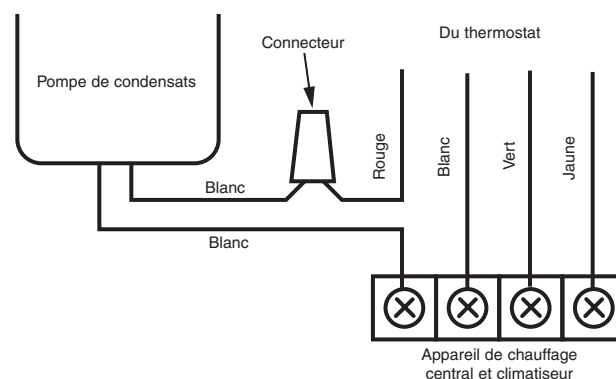 Connecteur
Du thermostat
Pompe de condensats
Rouge
Blanc
Vert
Jaune
Blanc
Blanc
Appareil de chauffage
central et climatiseur